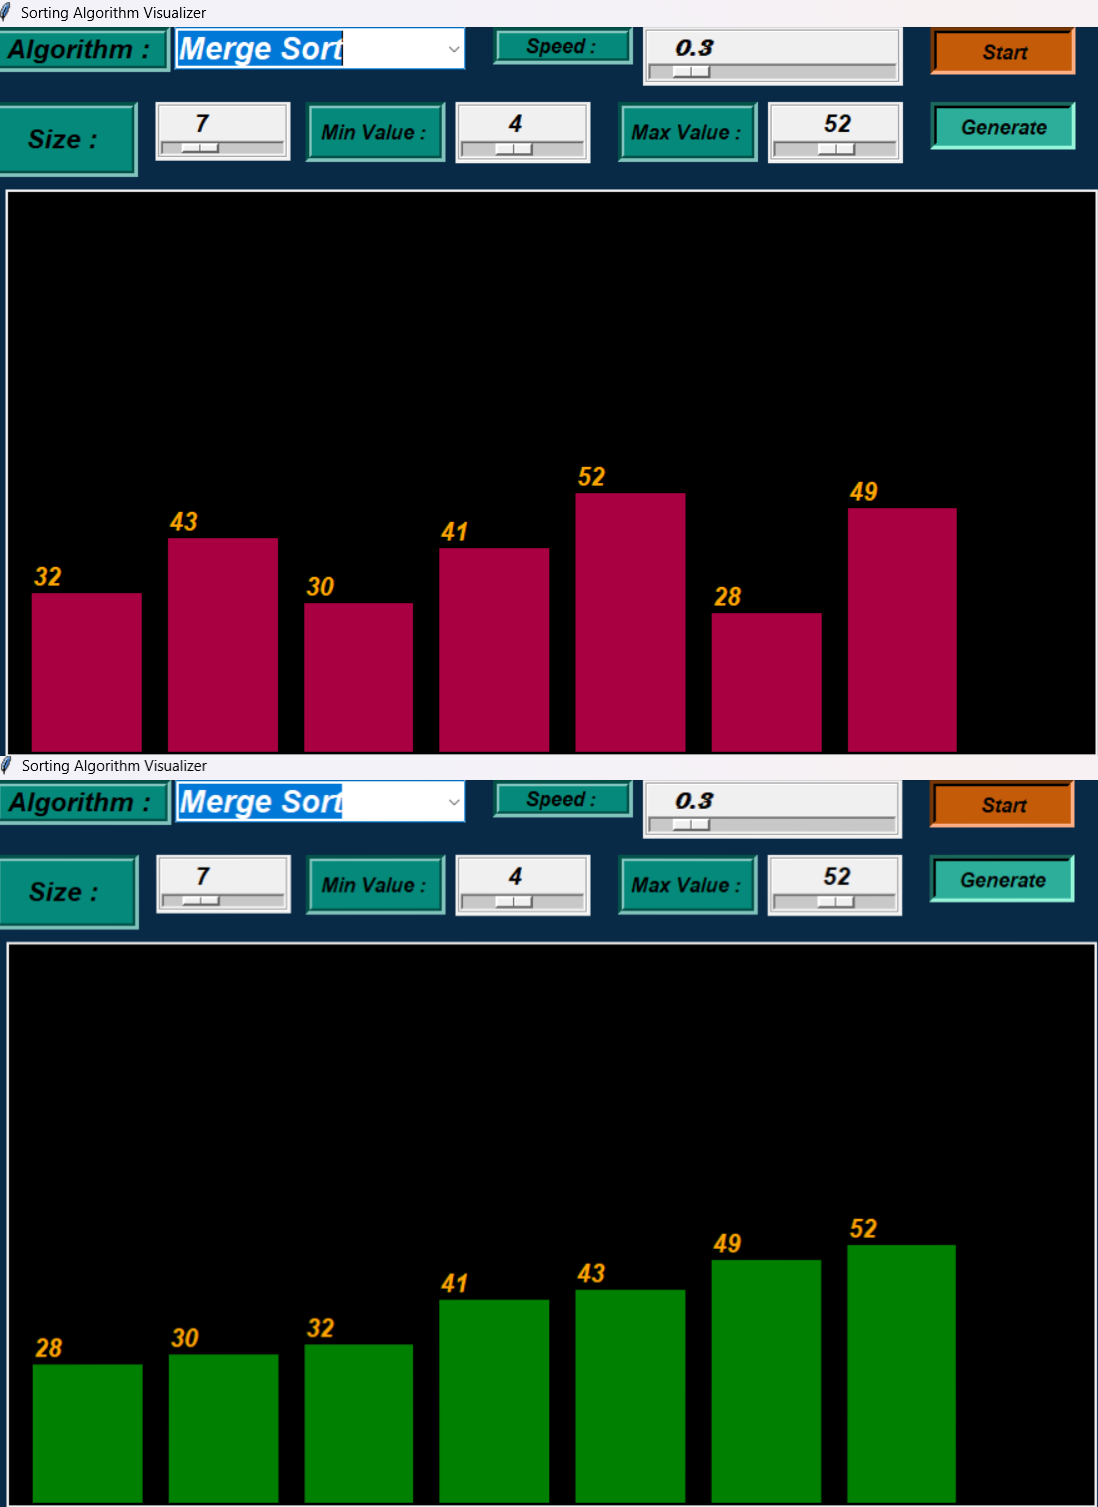 Sorting Algorithm Visualizer
Algorithm : Merge Sort Speed : 0.3 Start
Size : 7 Min Value : 4 Max Value : 52 Generate
52
49
43
41
32
30
28
Sorting Algorithm Visualizer
Algorithm : Merge Sort Speed : 0.3 Start
Size : 7 Min Value : 4 Max Value : 52 Generate
52
49
43
41
32
30
28